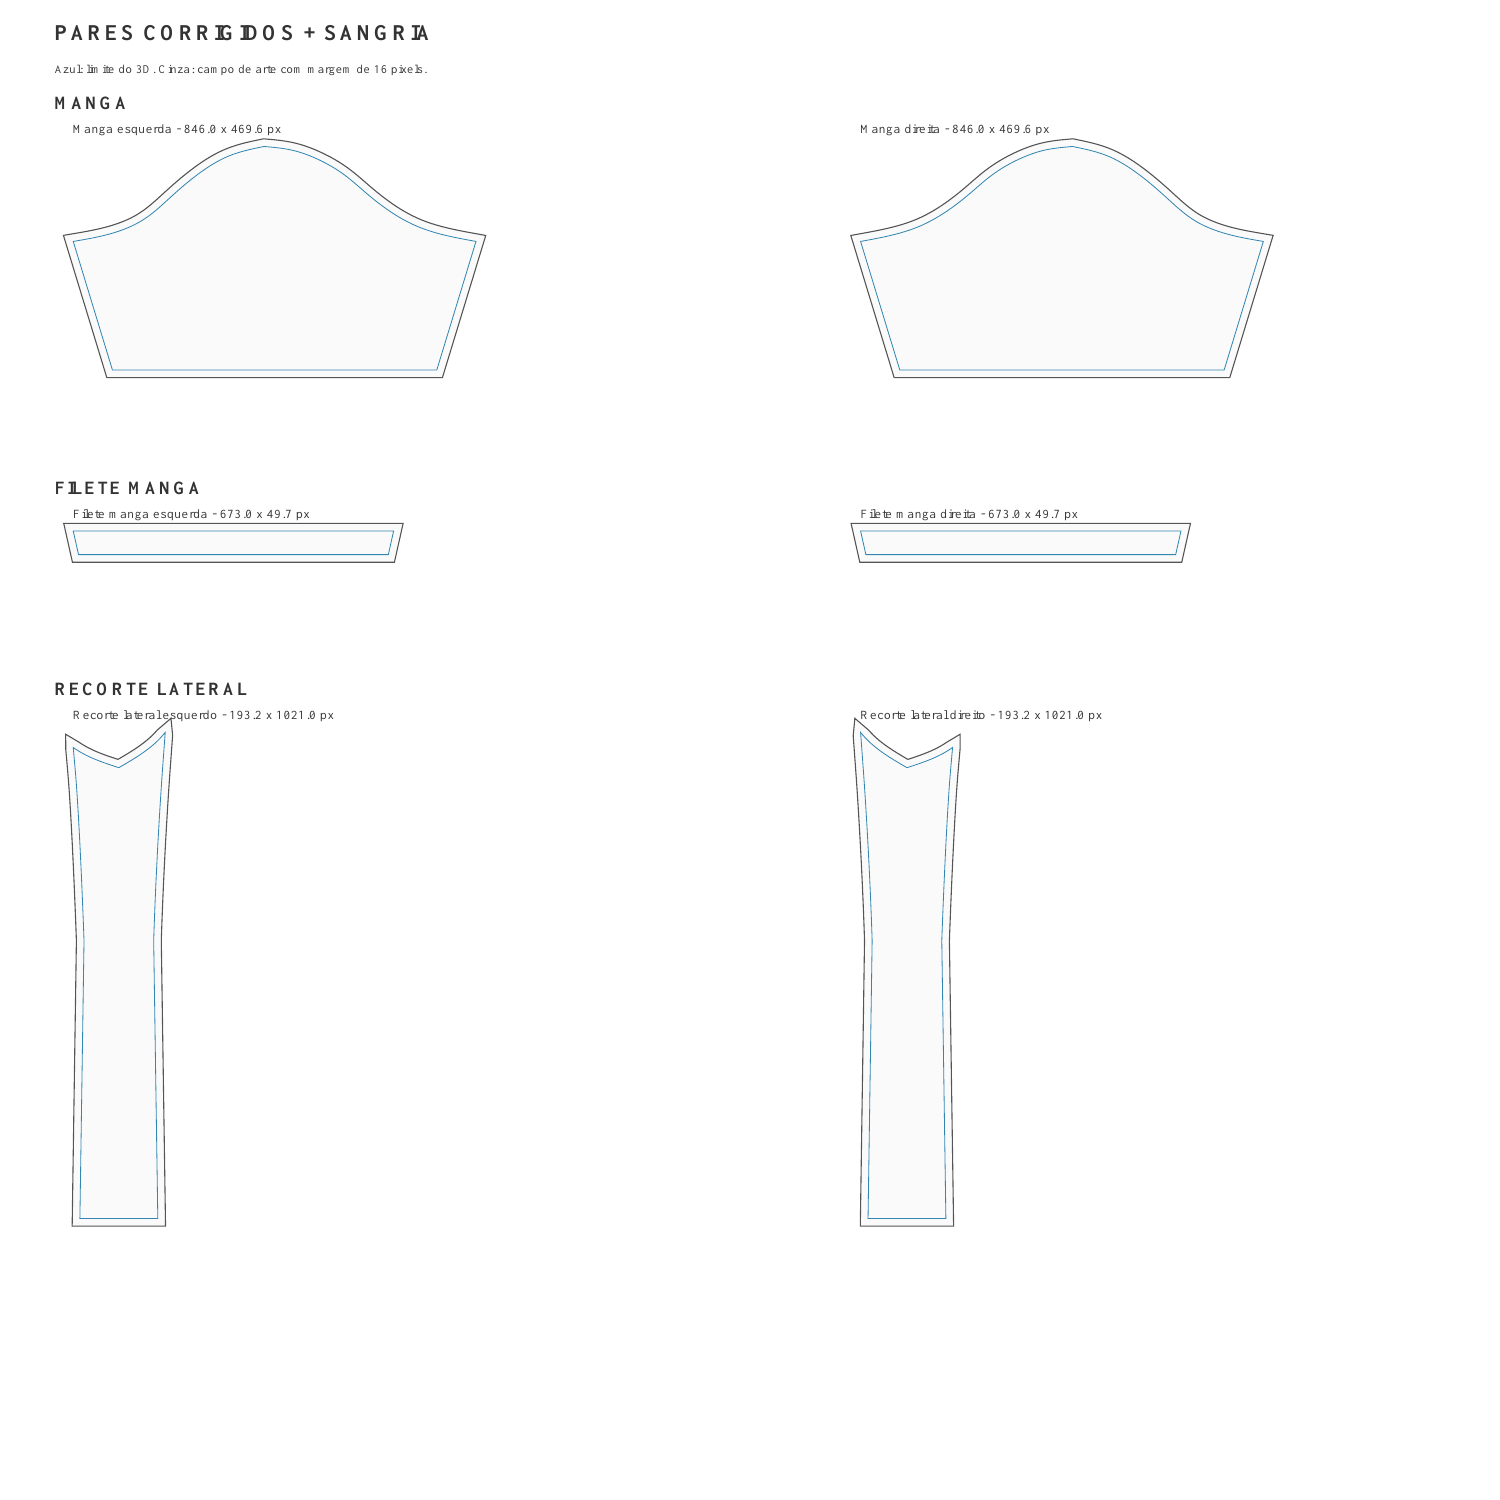 PARES CORRIGIDOS + SANGRIA
Azul: limite do 3D. Cinza: campo de arte com margem de 16 pixels.
MANGA
Manga esquerda - 846.0 x 469.6 px
Manga direita - 846.0 x 469.6 px
FILETE MANGA
Filete manga esquerda - 673.0 x 49.7 px
Filete manga direita - 673.0 x 49.7 px
RECORTE LATERAL
Recorte lateral esquerdo - 193.2 x 1021.0 px
Recorte lateral direito - 193.2 x 1021.0 px